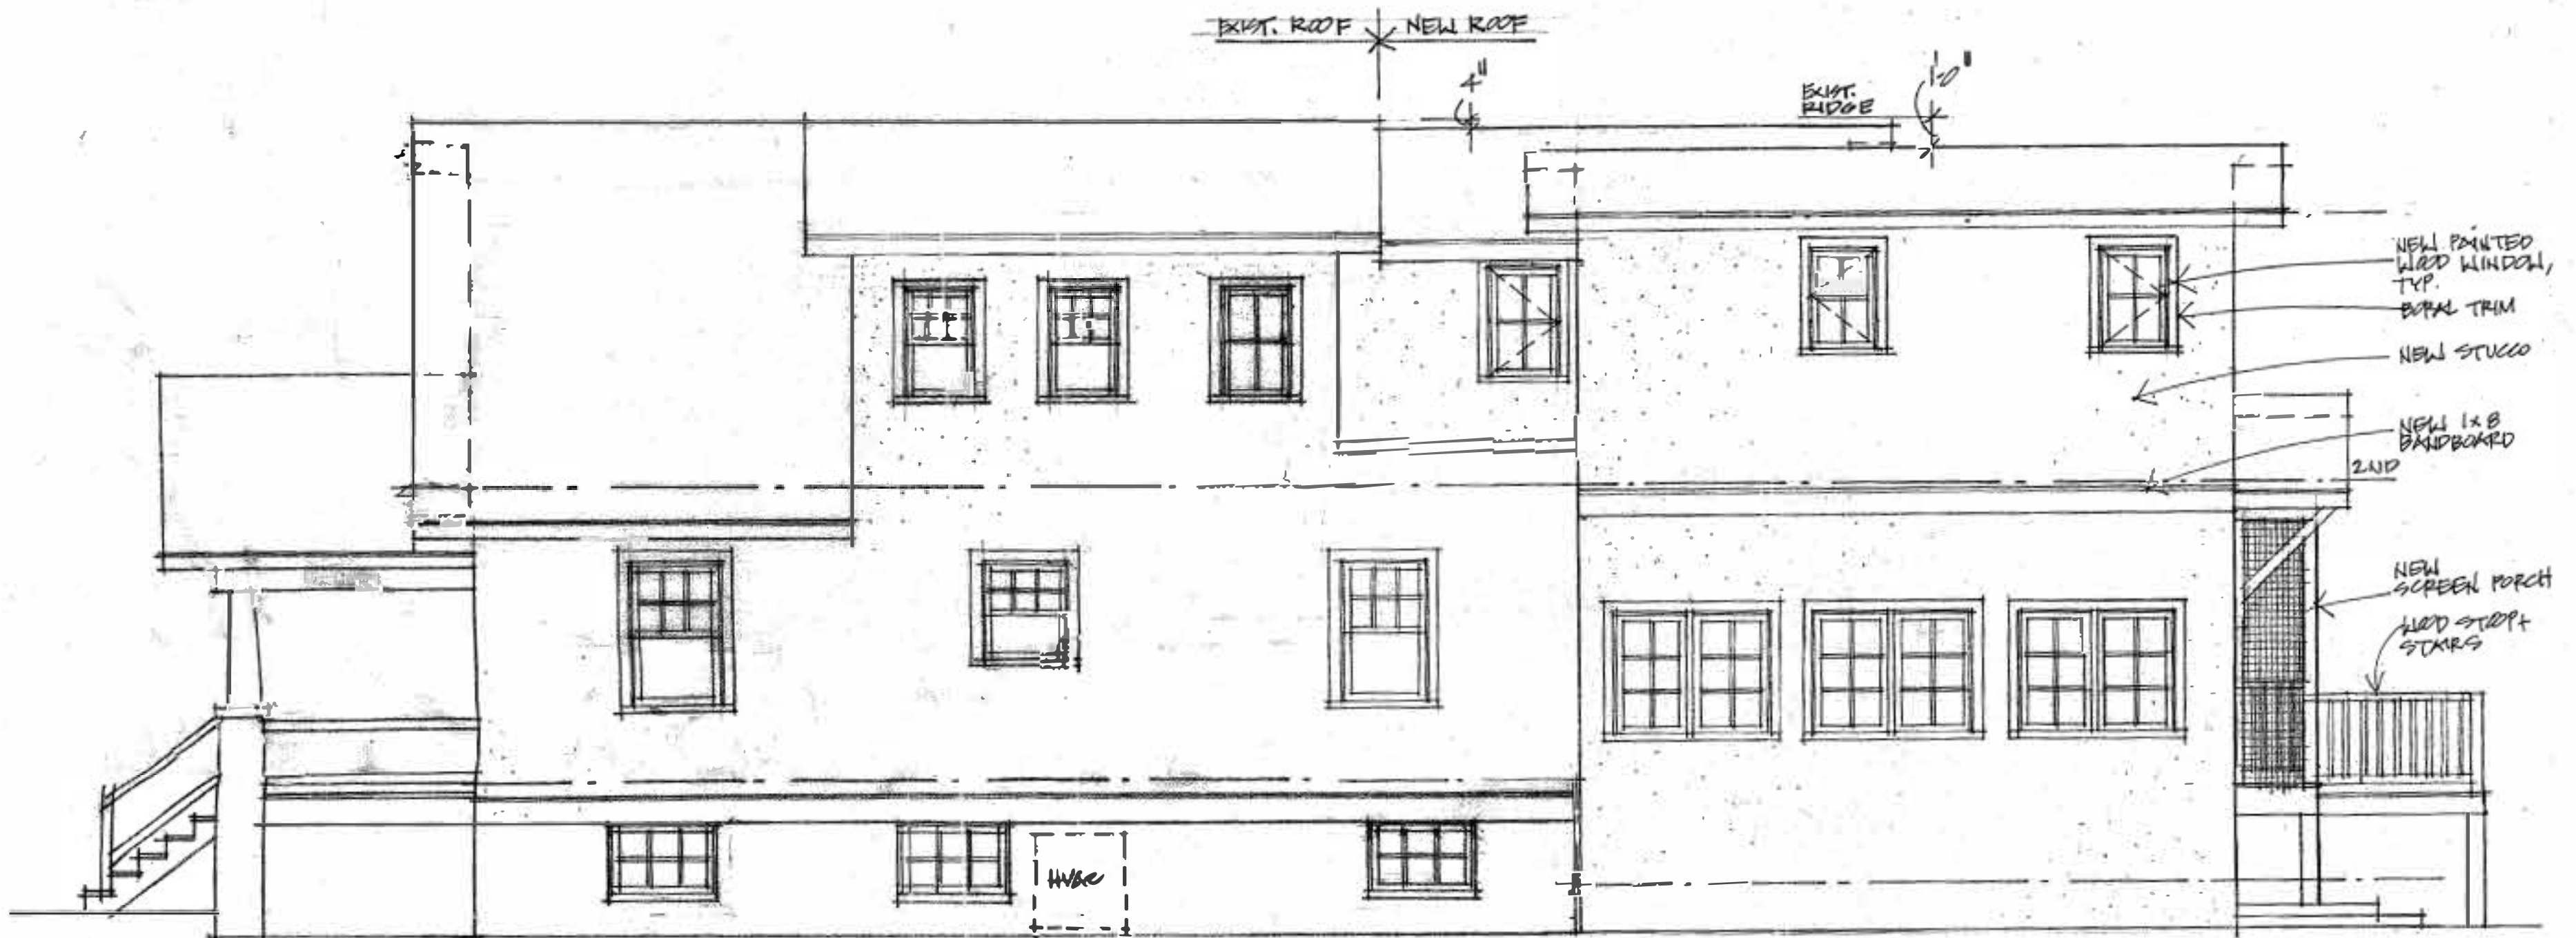 EXIST. ROOF
NEW ROOF
4"
1'-0"
EXIST.
RIDGE
NEW PAINTED
WOOD WINDOW,
TYP.
BORAL TRIM
NEW STUCCO
NEW 1x8
BANDBOARD
2ND
NEW
SCREEN PORCH
WOOD STOOP+
STAIRS
HVAC